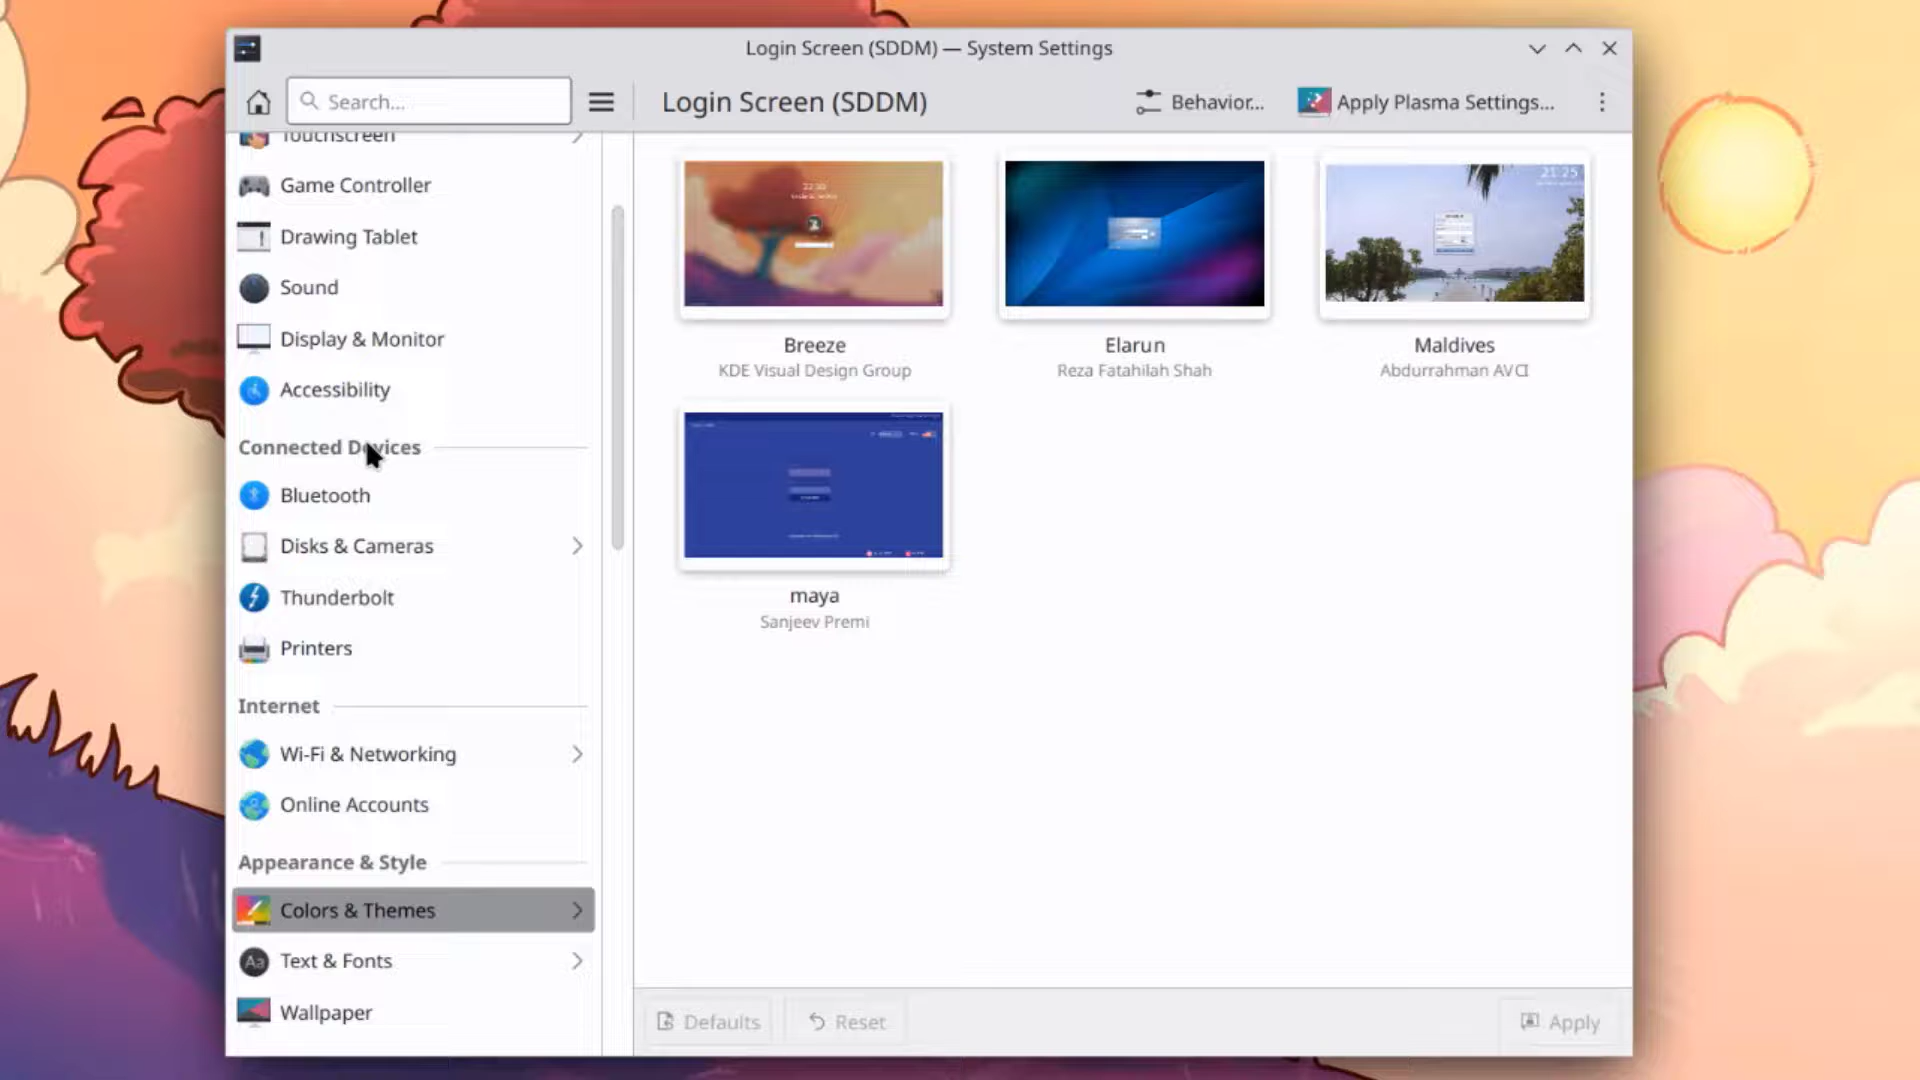 Login Screen (SDDM) — System Settings
Search...
Login Screen (SDDM)
Behavior...
Apply Plasma Settings...
Touchscreen
Game Controller
Drawing Tablet
Sound
Display & Monitor
Accessibility
Connected Devices
Bluetooth
Disks & Cameras
Thunderbolt
Printers
Internet
Wi-Fi & Networking
Online Accounts
Appearance & Style
Colors & Themes
Aa
Text & Fonts
Wallpaper
21:25
Breeze
KDE Visual Design Group
Elarun
Reza Fatahilah Shah
Maldives
Abdurrahman AVCI
maya
Sanjeev Premi
Defaults
Reset
Apply